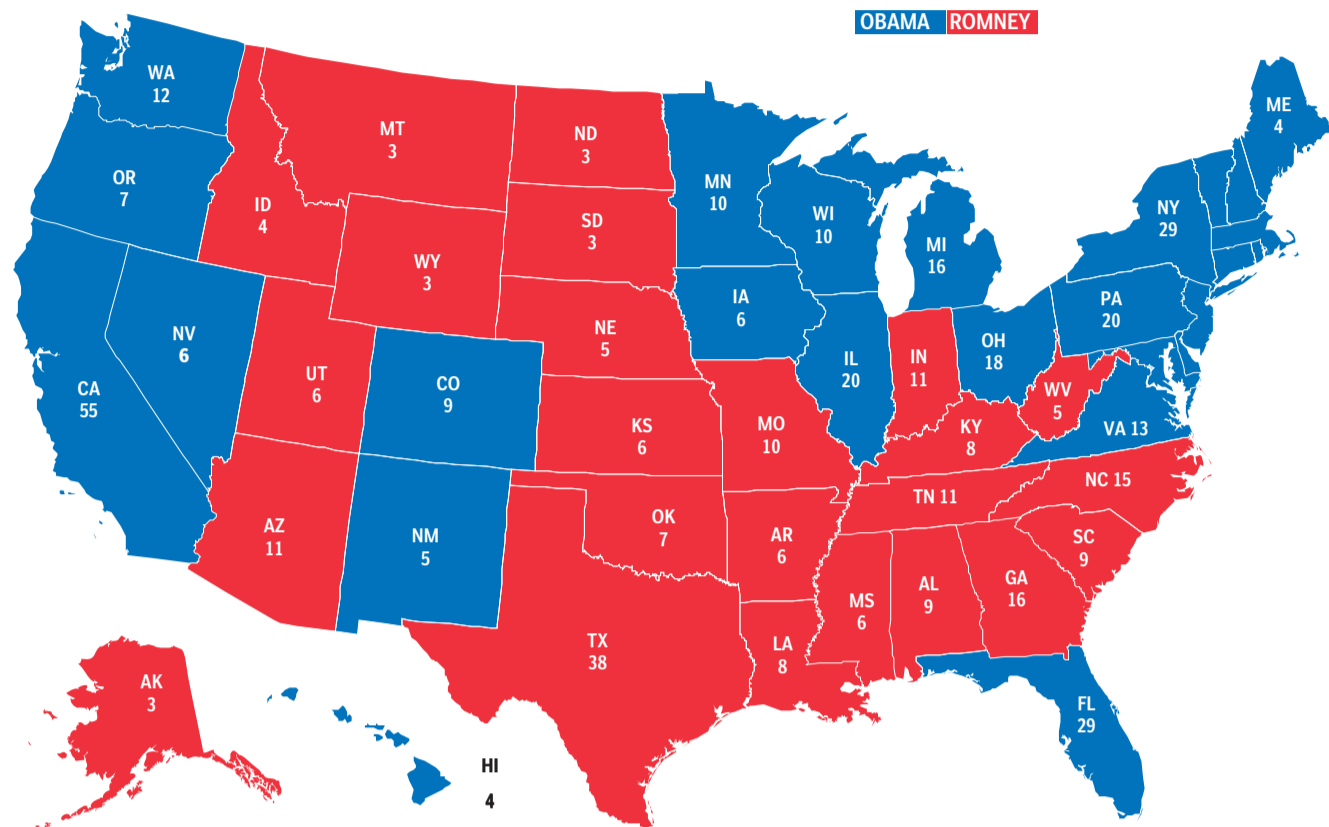 OBAMA ROMNEY
WA
12
OR
7
CA
55
NV
6
ID
4
MT
3
WY
3
UT
6
CO
9
AZ
11
NM
5
ND
3
SD
3
NE
5
KS
6
OK
7
TX
38
MN
10
IA
6
MO
10
AR
6
LA
8
WI
10
IL
20
MI
16
IN
11
OH
18
KY
8
TN 11
MS
6
AL
9
GA
16
FL
29
SC
9
NC 15
VA 13
WV
5
PA
20
NY
29
ME
4
AK
3
HI
4